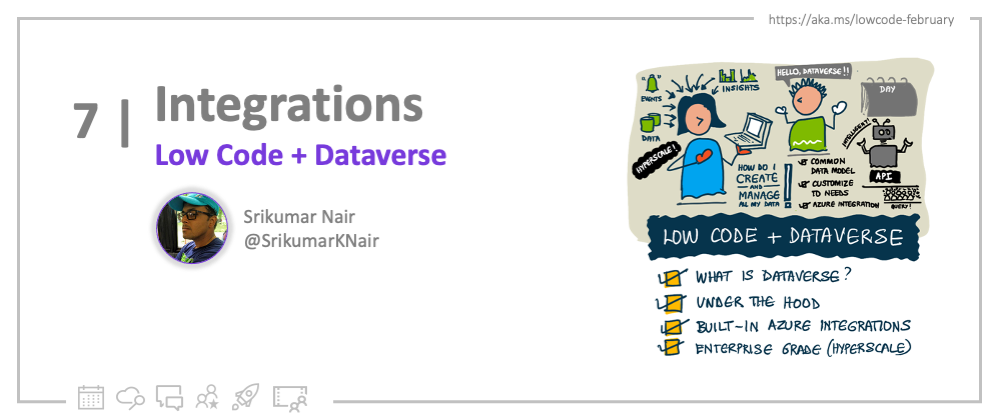 https://aka.ms/lowcode-february
7 |
Integrations
Low Code + Dataverse
Srikumar Nair
@SrikumarKNair
EVENTS
INSIGHTS
DATA
HYPERSCALE!
HELLO, DATAVERSE!!
DAY
INTELLIGENT!
API
QUERY!
HOW DO I
CREATE
AND
MANAGE
ALL MY DATA
!
COMMON
DATA MODEL
CUSTOMIZE
TO NEEDS
AZURE INTEGRATION
LOW CODE + DATAVERSE
WHAT IS DATAVERSE?
UNDER THE HOOD
BUILT-IN AZURE INTEGRATIONS
ENTERPRISE GRADE (HYPERSCALE)